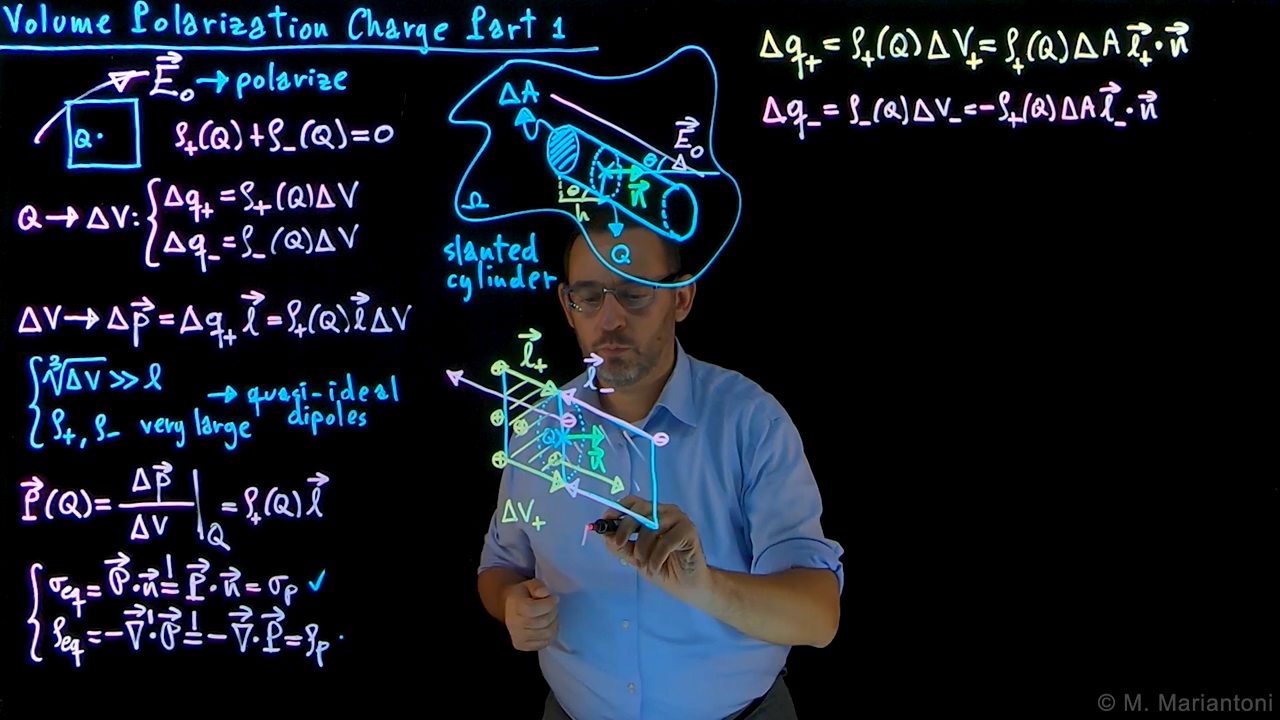 Volume Polarization Charge Part 1
E⃗₀ → polarize
Q ·
ρ₊(Q)+ρ₋(Q)=0
Q → ΔV: { Δq₊ = ρ₊(Q)ΔV
Δq₋ = ρ₋(Q)ΔV
ΔV → Δp⃗ = Δq₊ l⃗ = ρ₊(Q) l⃗ ΔV
{ ∛ΔV ≫ l
ρ₊, ρ₋ very large
→ quasi-ideal
dipoles
P⃗(Q) = Δp⃗/ΔV |_Q = ρ₊(Q) l⃗
{ σeq = P⃗·n⃗ =! P⃗·n⃗ = σp ✓
ρeq = -∇⃗'·P⃗ =! -∇⃗·P⃗ = ρp ·
ΔA
E⃗₀
θ
n⃗
θ
h
Ω
Q
slanted
cylinder
l⃗₊
l⃗₋
Q
n⃗
ΔV₊
Δq₊ = ρ₊(Q)ΔV₊ = ρ₊(Q)ΔA l⃗₊·n⃗
Δq₋ = ρ₋(Q)ΔV₋ = -ρ₊(Q)ΔA l⃗₋·n⃗
© M. Mariantoni